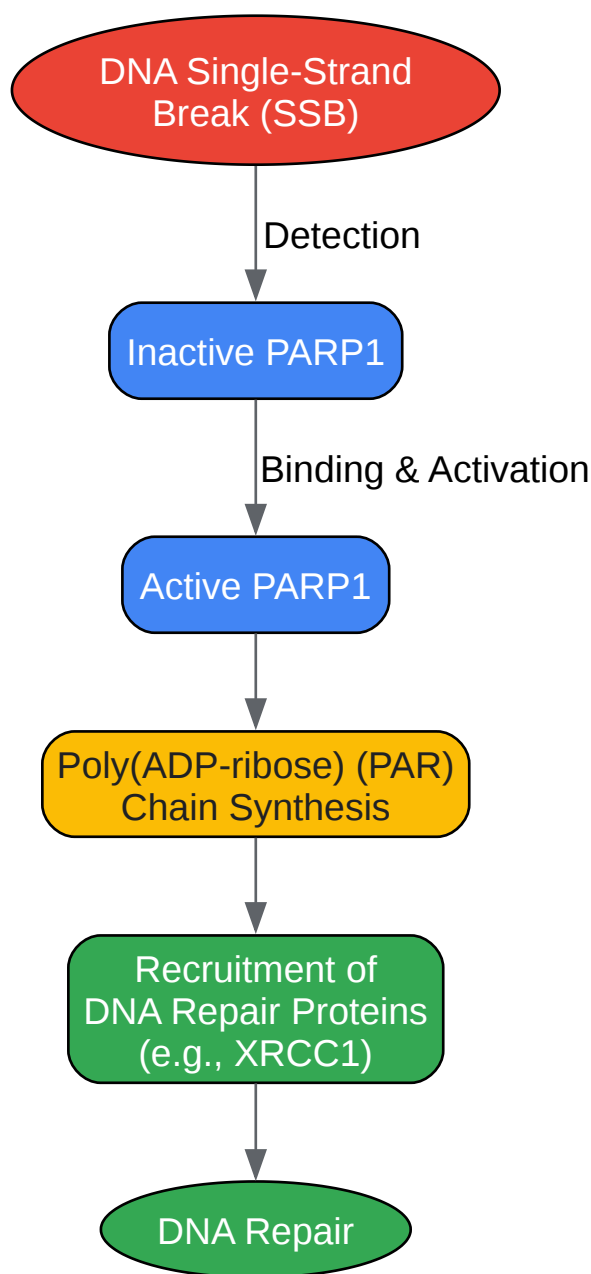 DNA Single-Strand
Break (SSB)
Detection
Inactive PARP1
Binding & Activation
Active PARP1
Poly(ADP-ribose) (PAR)
Chain Synthesis
Recruitment of
DNA Repair Proteins
(e.g., XRCC1)
DNA Repair